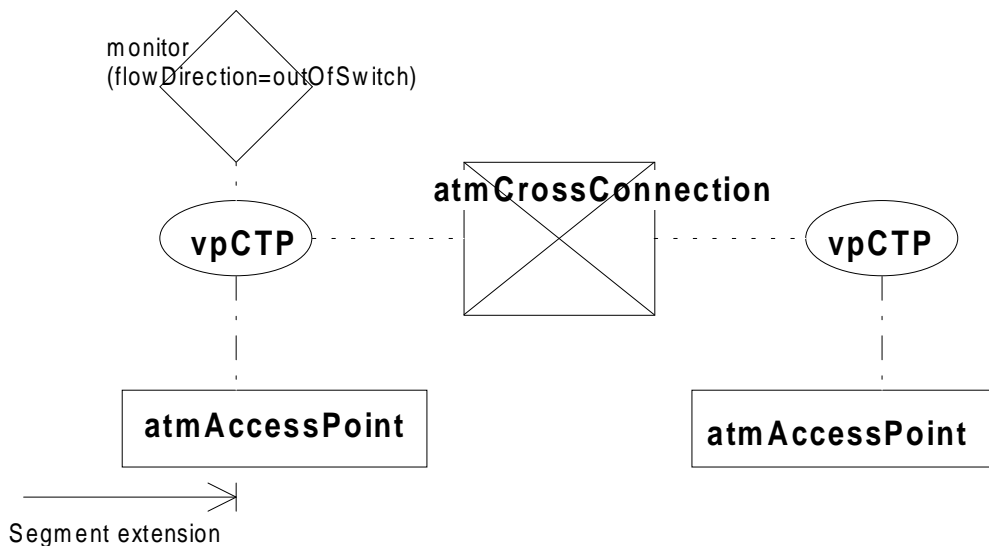 monitor
(flowDirection=outOfSwitch)
atmCrossConnection
vpCTP
vpCTP
atmAccessPoint
atmAccessPoint
Segment extension